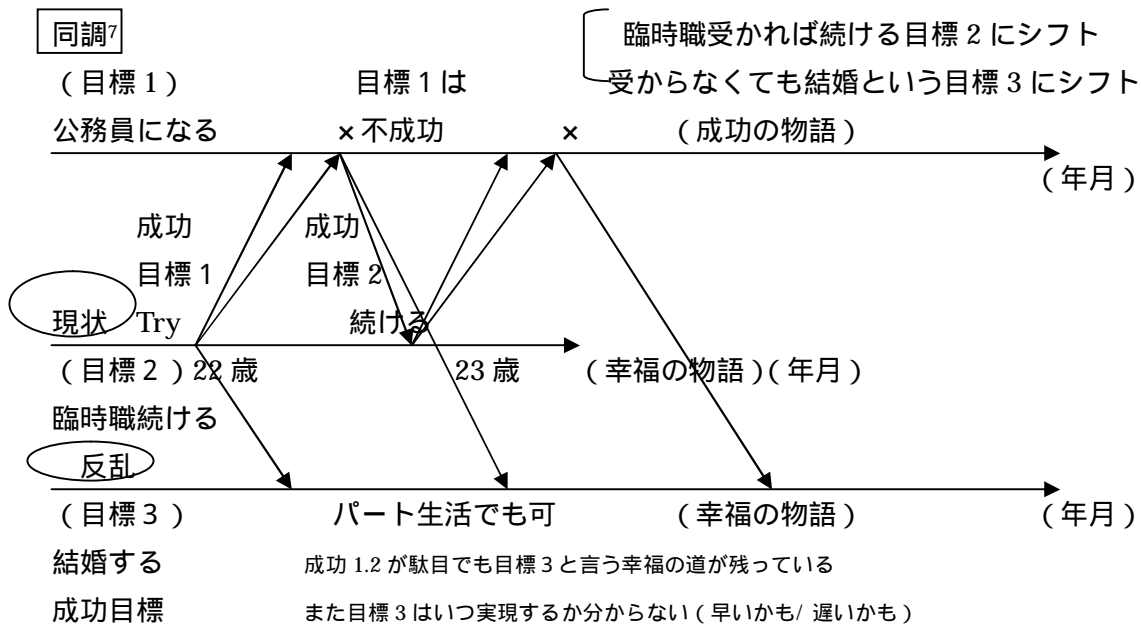 同調7 臨時職受かれば続ける目標 2 にシフト
(目標 1) 目標 1 は 受からなくても結婚という目標 3 にシフト
公務員になる ×不成功 × (成功の物語)
(年月)
成功 成功
目標 1 目標 2
現状 Try 続ける
(目標 2) 22 歳 23 歳 (幸福の物語)(年月)
臨時職続ける
反乱
(目標 3) パート生活でも可 (幸福の物語) (年月)
結婚する 成功 1.2 が駄目でも目標 3 と言う幸福の道が残っている
成功目標 また目標 3 はいつ実現するか分からない(早いかも/ 遅いかも)